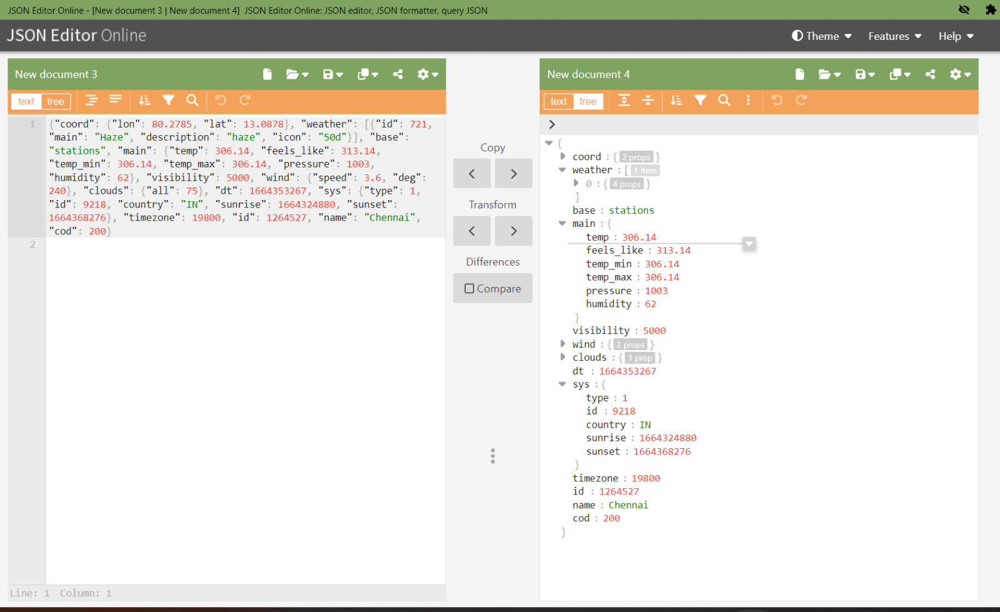 JSON Editor Online - [New document 3 | New document 4]  JSON Editor Online: JSON editor, JSON formatter, query JSON
JSON Editor Online
Theme
Features
Help
New document 3
text tree
1
{"coord": {"lon": 80.2785, "lat": 13.0878}, "weather": [{"id": 721,
"main": "Haze", "description": "haze", "icon": "50d"}], "base":
"stations", "main": {"temp": 306.14, "feels_like": 313.14,
"temp_min": 306.14, "temp_max": 306.14, "pressure": 1003,
"humidity": 62}, "visibility": 5000, "wind": {"speed": 3.6, "deg":
240}, "clouds": {"all": 75}, "dt": 1664353267, "sys": {"type": 1,
"id": 9218, "country": "IN", "sunrise": 1664324880, "sunset":
1664368276}, "timezone": 19800, "id": 1264527, "name": "Chennai",
"cod": 200}
2
Line: 1  Column: 1
Copy
Transform
Differences
Compare
New document 4
text tree
{
coord : { 2 props }
weather : [ 1 item
0 : { 4 props }
]
base : stations
main : {
temp : 306.14
feels_like : 313.14
temp_min : 306.14
temp_max : 306.14
pressure : 1003
humidity : 62
}
visibility : 5000
wind : { 2 props }
clouds : { 1 prop }
dt : 1664353267
sys : {
type : 1
id : 9218
country : IN
sunrise : 1664324880
sunset : 1664368276
}
timezone : 19800
id : 1264527
name : Chennai
cod : 200
}